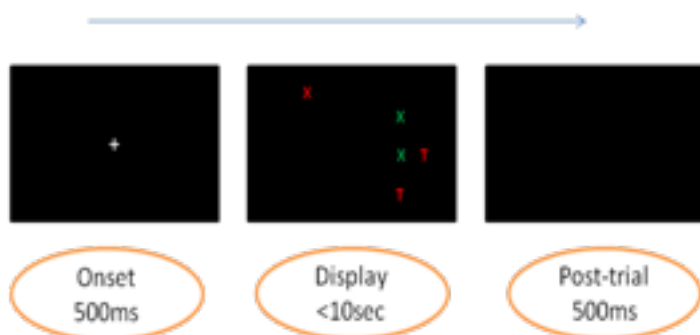 +
X
X
X T
T
Onset
500ms
Display
<10sec
Post-trial
500ms